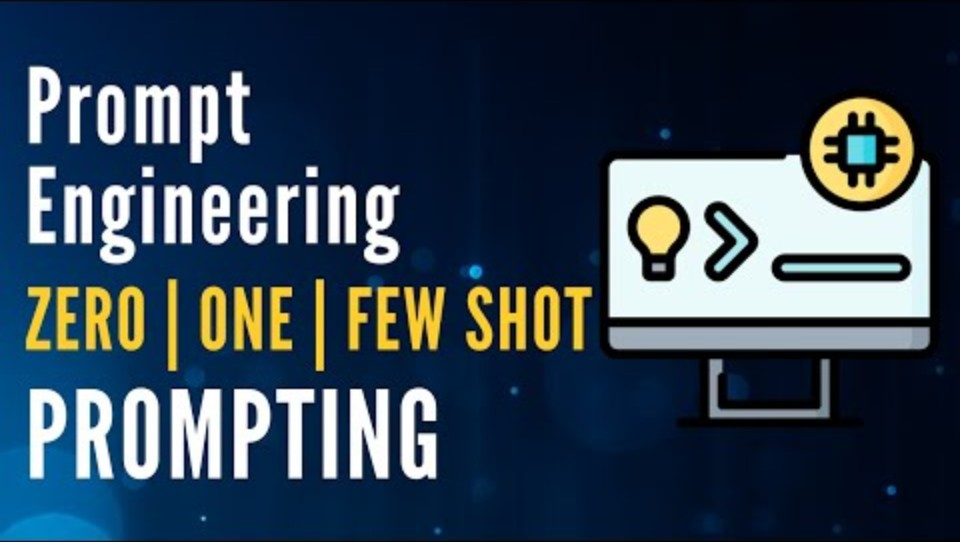 Prompt
Engineering
ZERO | ONE | FEW SHOT
PROMPTING